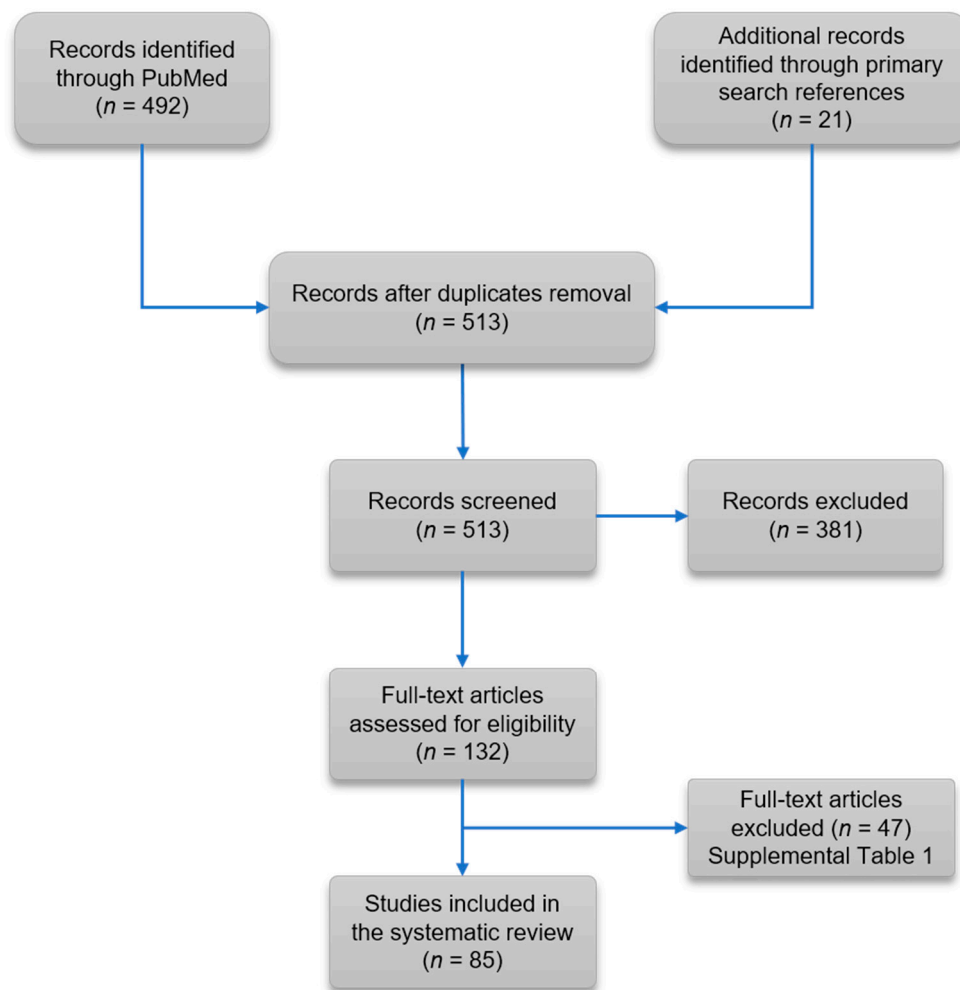 Records identified
through PubMed
(n = 492)
Additional records
identified through primary
search references
(n = 21)
Records after duplicates removal
(n = 513)
Records screened
(n = 513)
Records excluded
(n = 381)
Full-text articles
assessed for eligibility
(n = 132)
Full-text articles
excluded (n = 47)
Supplemental Table 1
Studies included in
the systematic review
(n = 85)